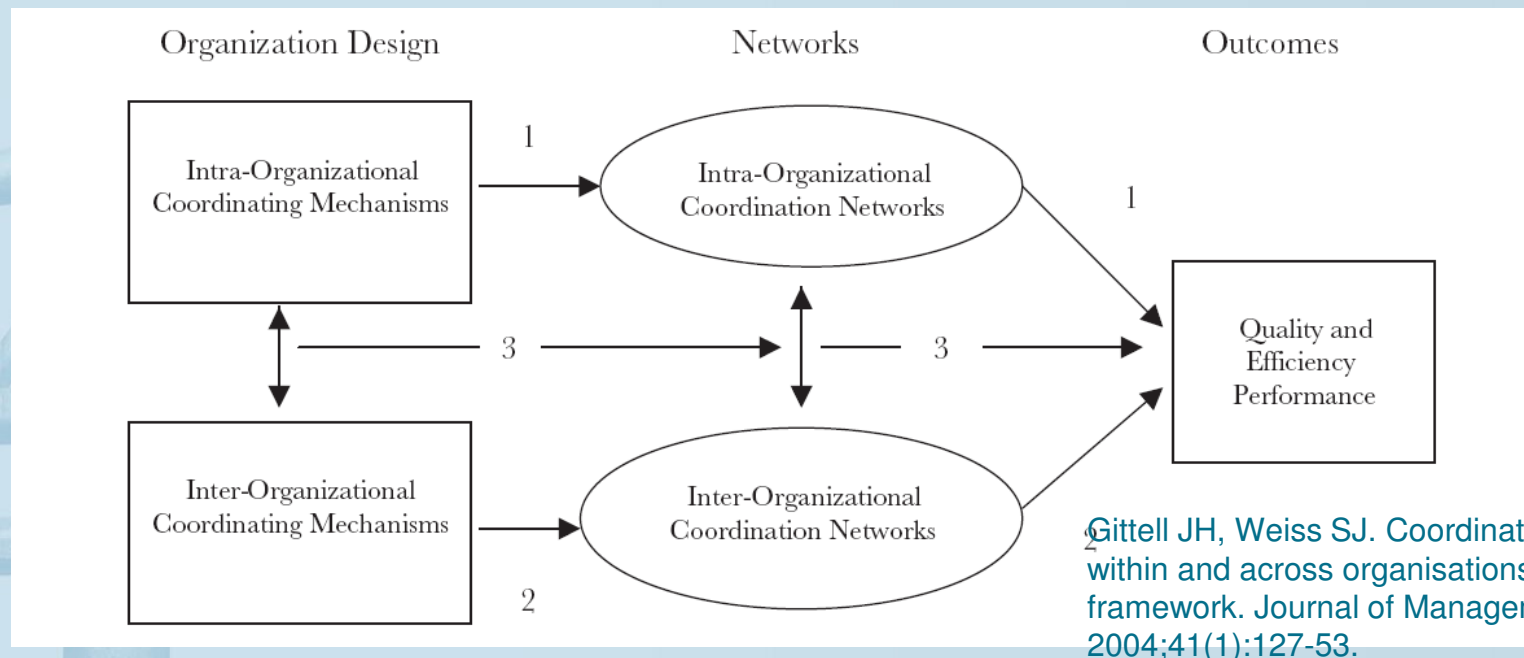 Organization Design
Networks
Outcomes
1
Intra-Organizational
Coordinating Mechanisms
Intra-Organizational
Coordination Networks
1
3
3
Quality and
Efficiency
Performance
Inter-Organizational
Coordinating Mechanisms
Inter-Organizational
Coordination Networks
2
2
Gittell JH, Weiss SJ. Coordinat
within and across organisations
framework. Journal of Manager
2004;41(1):127-53.